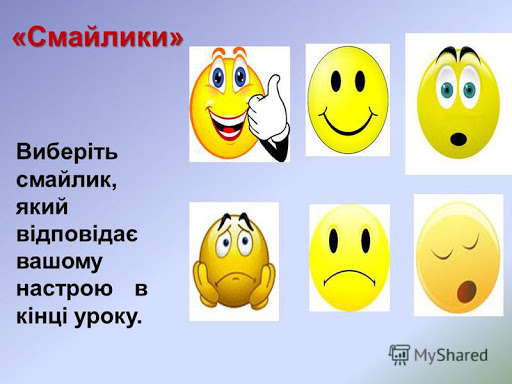 «Смайлики»
Виберіть
смайлик,
який
відповідає
вашому
настрою в
кінці уроку.
MyShared